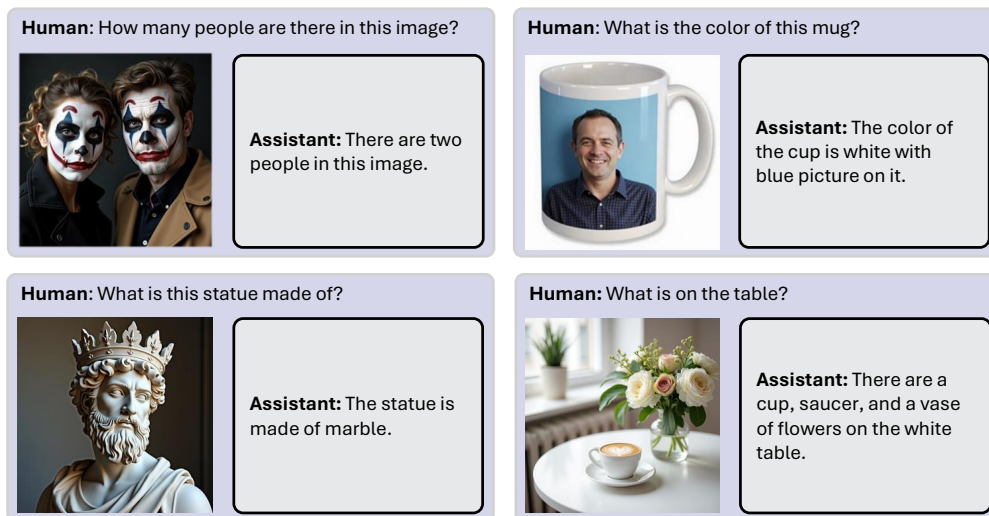 Human: How many people are there in this image?
Assistant: There are two
people in this image.
Human: What is the color of this mug?
Assistant: The color of
the cup is white with
blue picture on it.
Human: What is this statue made of?
Assistant: The statue is
made of marble.
Human: What is on the table?
Assistant: There are a
cup, saucer, and a vase
of flowers on the white
table.